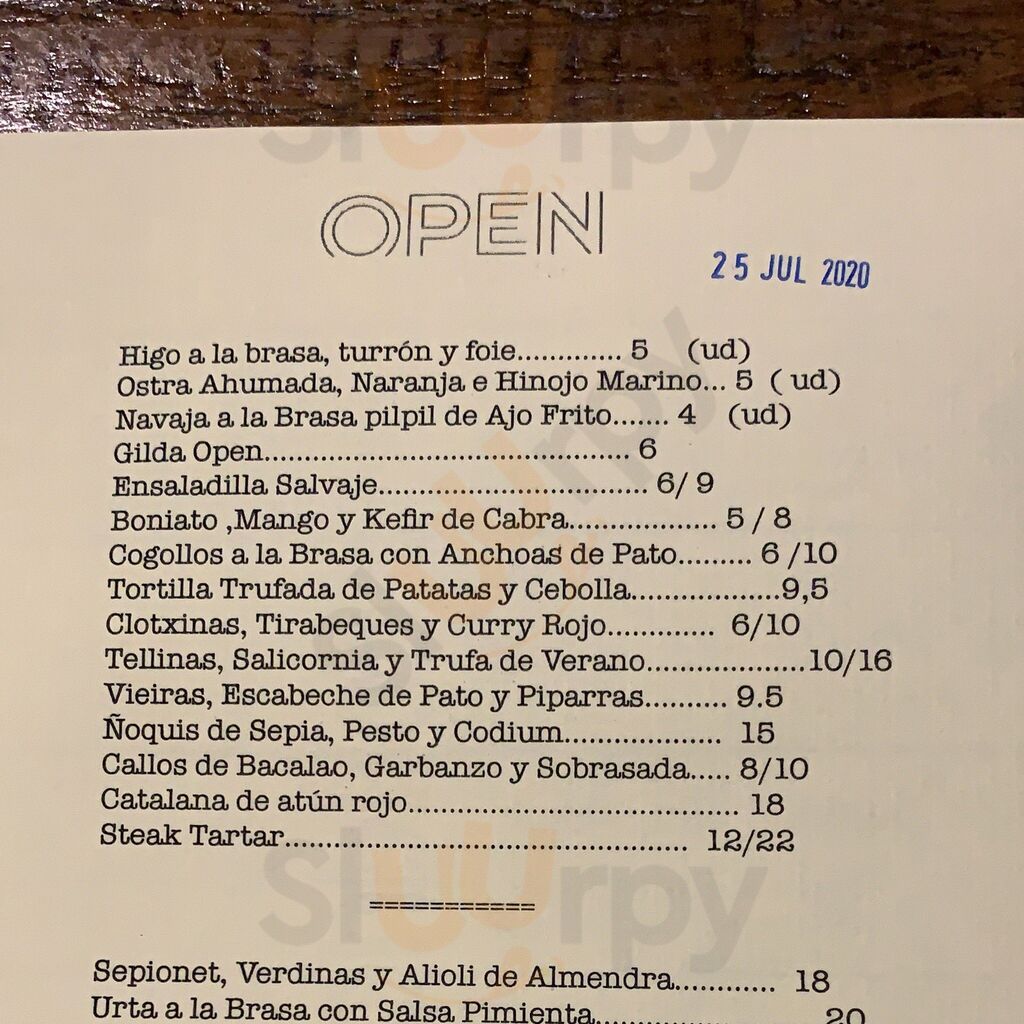 OPEN
25 JUL 2020
Higo a la brasa, turrón y foie............. 5 (ud)
Ostra Ahumada, Naranja e Hinojo Marino... 5 ( ud)
Navaja a la Brasa pilpil de Ajo Frito....... 4 (ud)
Gilda Open............................................. 6
Ensaladilla Salvaje................................. 6/ 9
Boniato ,Mango y Kefir de Cabra.................. 5 / 8
Cogollos a la Brasa con Anchoas de Pato......... 6 /10
Tortilla Trufada de Patatas y Cebolla..................9,5
Clotxinas, Tirabeques y Curry Rojo............. 6/10
Tellinas, Salicornia y Trufa de Verano...................10/16
Vieiras, Escabeche de Pato y Piparras.......... 9.5
Ñoquis de Sepia, Pesto y Codium................... 15
Callos de Bacalao, Garbanzo y Sobrasada..... 8/10
Catalana de atún rojo........................................ 18
Steak Tartar................................................. 12/22
===========
Sepionet, Verdinas y Alioli de Almendra............ 18
Urta a la Brasa con Salsa Pimienta.................... 20
Sluurpy
Sluurpy
Sluurpy